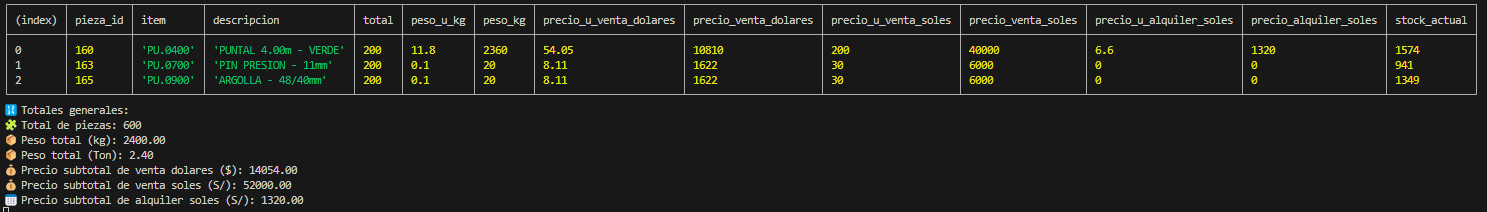 (index) pieza_id item descripcion total peso_u_kg peso_kg precio_u_venta_dolares precio_venta_dolares precio_u_venta_soles precio_venta_soles precio_u_alquiler_soles precio_alquiler_soles stock_actual
0 160 'PU.0400' 'PUNTAL 4.00m - VERDE' 200 11.8 2360 54.05 10810 200 40000 6.6 1320 1574
1 163 'PU.0700' 'PIN PRESION - 11mm' 200 0.1 20 8.11 1622 30 6000 0 0 941
2 165 'PU.0900' 'ARGOLLA - 48/40mm' 200 0.1 20 8.11 1622 30 6000 0 0 1349
Totales generales:
Total de piezas: 600
Peso total (kg): 2400.00
Peso total (Ton): 2.40
Precio subtotal de venta dolares ($): 14054.00
Precio subtotal de venta soles (S/): 52000.00
Precio subtotal de alquiler soles (S/): 1320.00